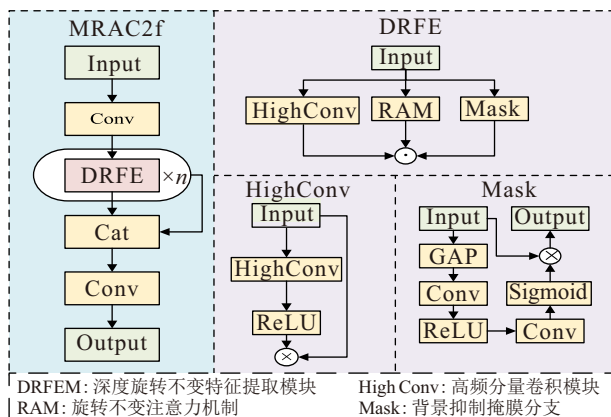 MRAC2f
Input
Conv
DRFE ×n
Cat
Conv
Output
DRFE
Input
HighConv RAM Mask
HighConv
Input
HighConv
ReLU
Mask
Input Output
GAP
Conv Sigmoid
ReLU Conv
DRFEM: 深度旋转不变特征提取模块 High Conv: 高频分量卷积模块
RAM: 旋转不变注意力机制 Mask: 背景抑制掩膜分支